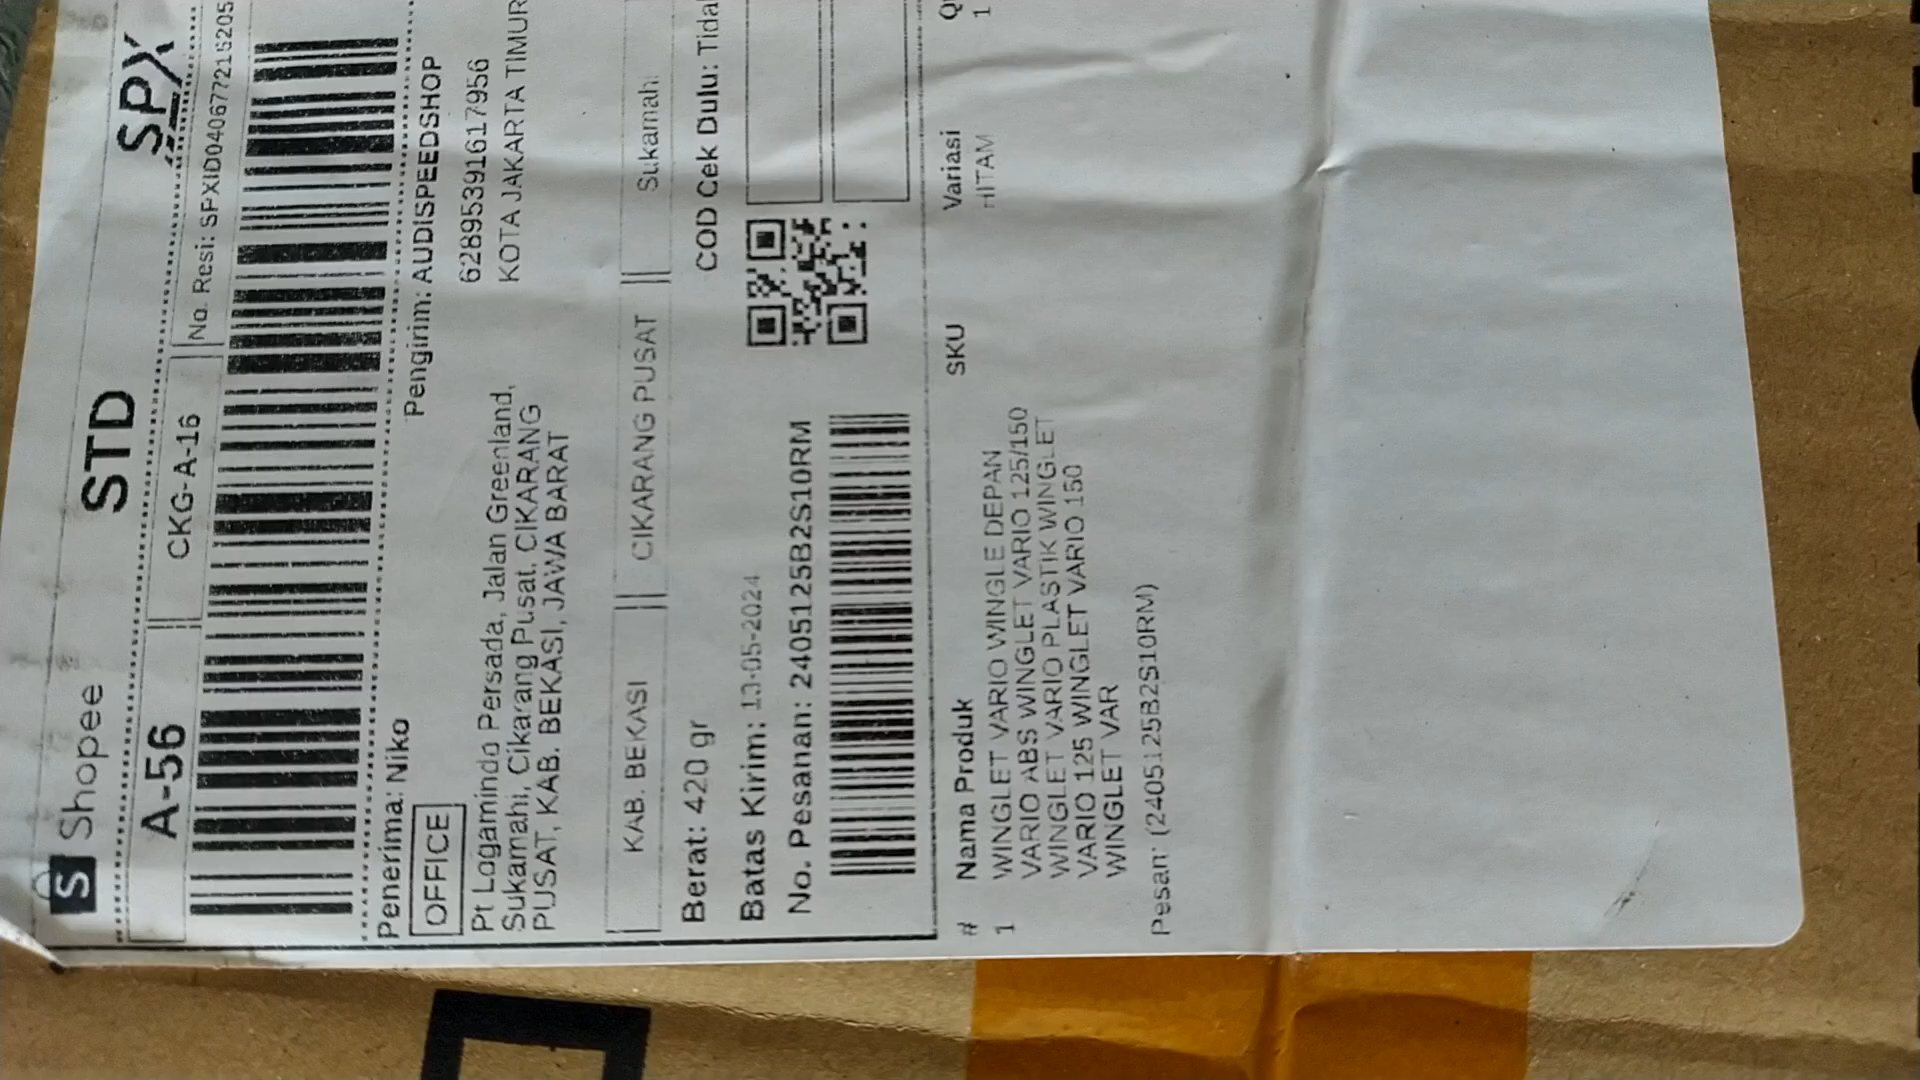 Shopee
STD
SPX
A-56
CKG-A-16
No. Resi: SPXID040677215205
Penerima: Niko
Pengirim: AUDISPEEDSHOP
OFFICE
62895391617956
KOTA JAKARTA TIMUR
Pt Logamindo Persada, Jalan Greenland,
Sukamahi, Cikarang Pusat, CIKARANG
PUSAT, KAB. BEKASI, JAWA BARAT
KAB. BEKASI
CIKARANG PUSAT
Sukamahi
Berat: 420 gr
COD Cek Dulu: Tidak
Batas Kirim: 13-05-2024
No. Pesanan: 2405125B2S10RM
# Nama Produk SKU Variasi
1 WINGLET VARIO WINGLE DEPAN HITAM 1
VARIO ABS WINGLET VARIO 125/150
WINGLET VARIO PLASTIK WINGLET
VARIO 125 WINGLET VARIO 150
WINGLET VAR
Pesan: (2405125B2S10RM)